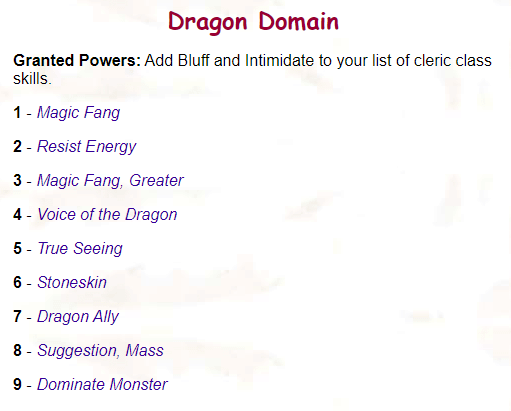 Dragon Domain
Granted Powers: Add Bluff and Intimidate to your list of cleric class
skills.
1 - Magic Fang
2 - Resist Energy
3 - Magic Fang, Greater
4 - Voice of the Dragon
5 - True Seeing
6 - Stoneskin
7 - Dragon Ally
8 - Suggestion, Mass
9 - Dominate Monster